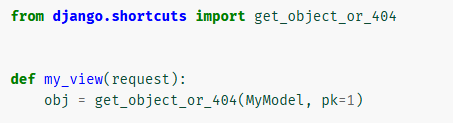 from django.shortcuts import get_object_or_404
def my_view(request):
    obj = get_object_or_404(MyModel, pk=1)